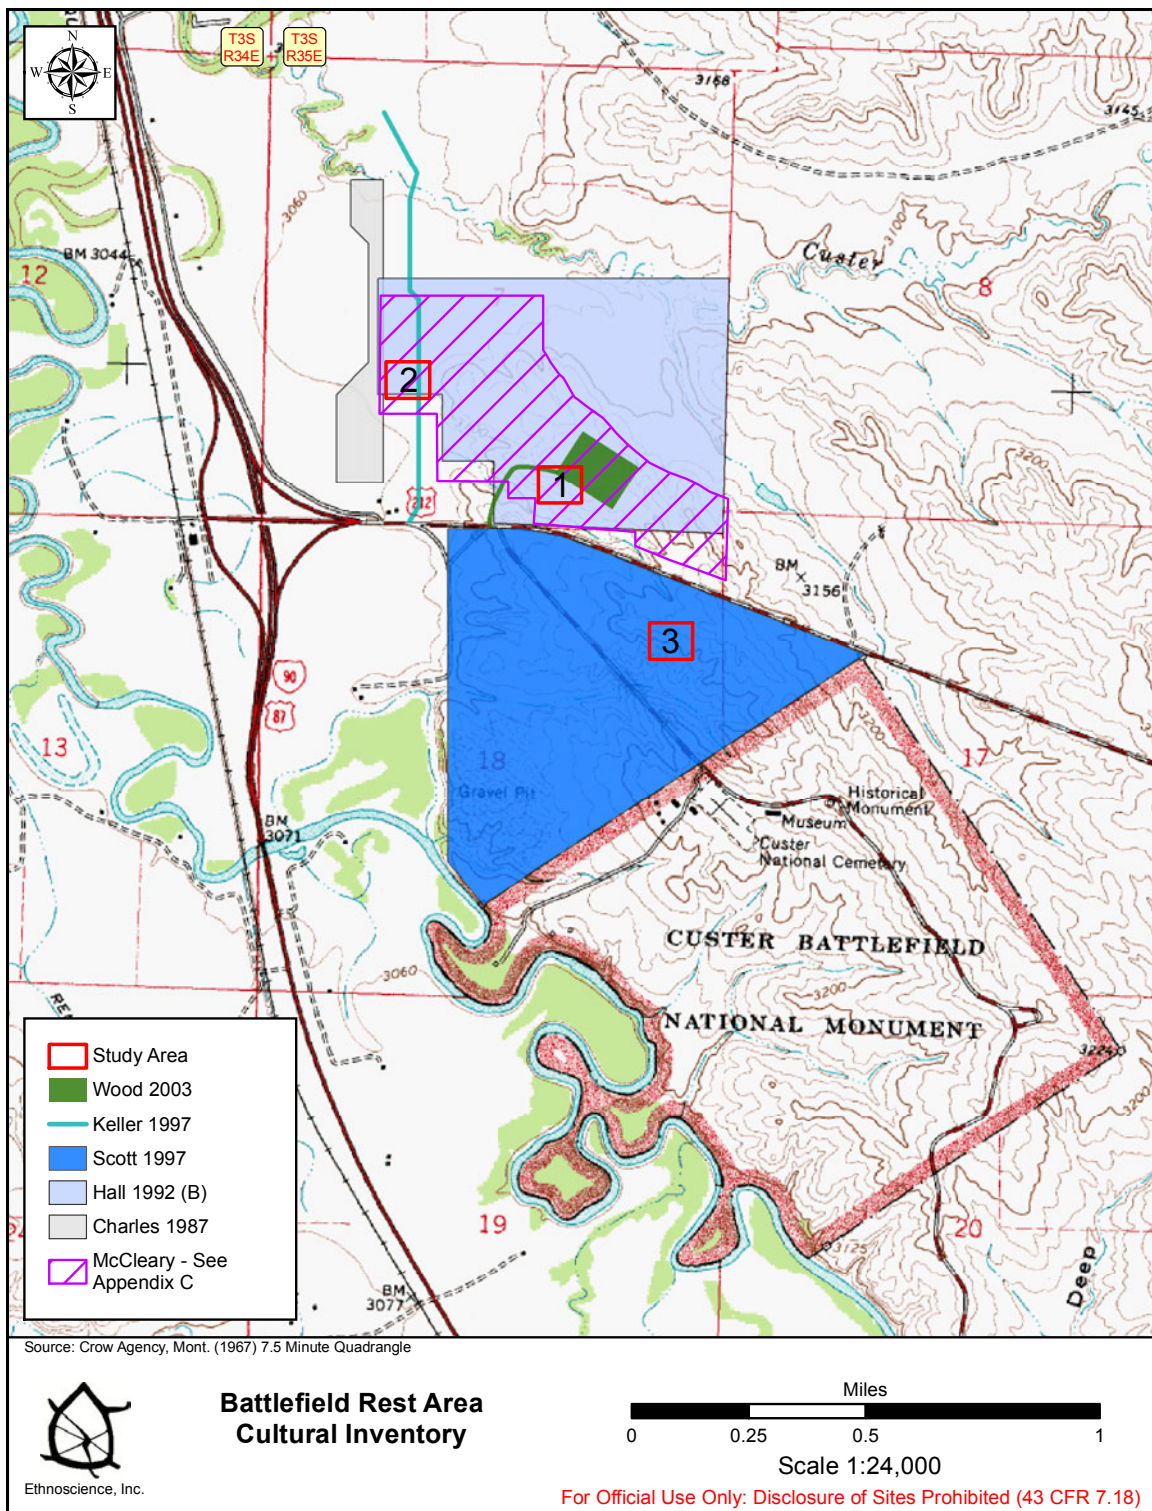 N
W E
S
T3S
R34E
T3S
R35E
3168
3145
3060
BM 3044
12
Custer
3100
7
8
2
3200
1
212
BM
3156
3
90
87
13
18
Gravel Pit
3200
17
Historical
Monument
Museum
Custer
National Cemetery
BM
3071
3060
CUSTER BATTLEFIELD
3200
NATIONAL MONUMENT
3224
3200
19
20
3125
Deep
BM
3077
Study Area
Wood 2003
Keller 1997
Scott 1997
Hall 1992 (B)
Charles 1987
McCleary - See
Appendix C
Source: Crow Agency, Mont. (1967) 7.5 Minute Quadrangle
Ethnoscience, Inc.
Battlefield Rest Area
Cultural Inventory
Miles
0 0.25 0.5 1
Scale 1:24,000
For Official Use Only: Disclosure of Sites Prohibited (43 CFR 7.18)